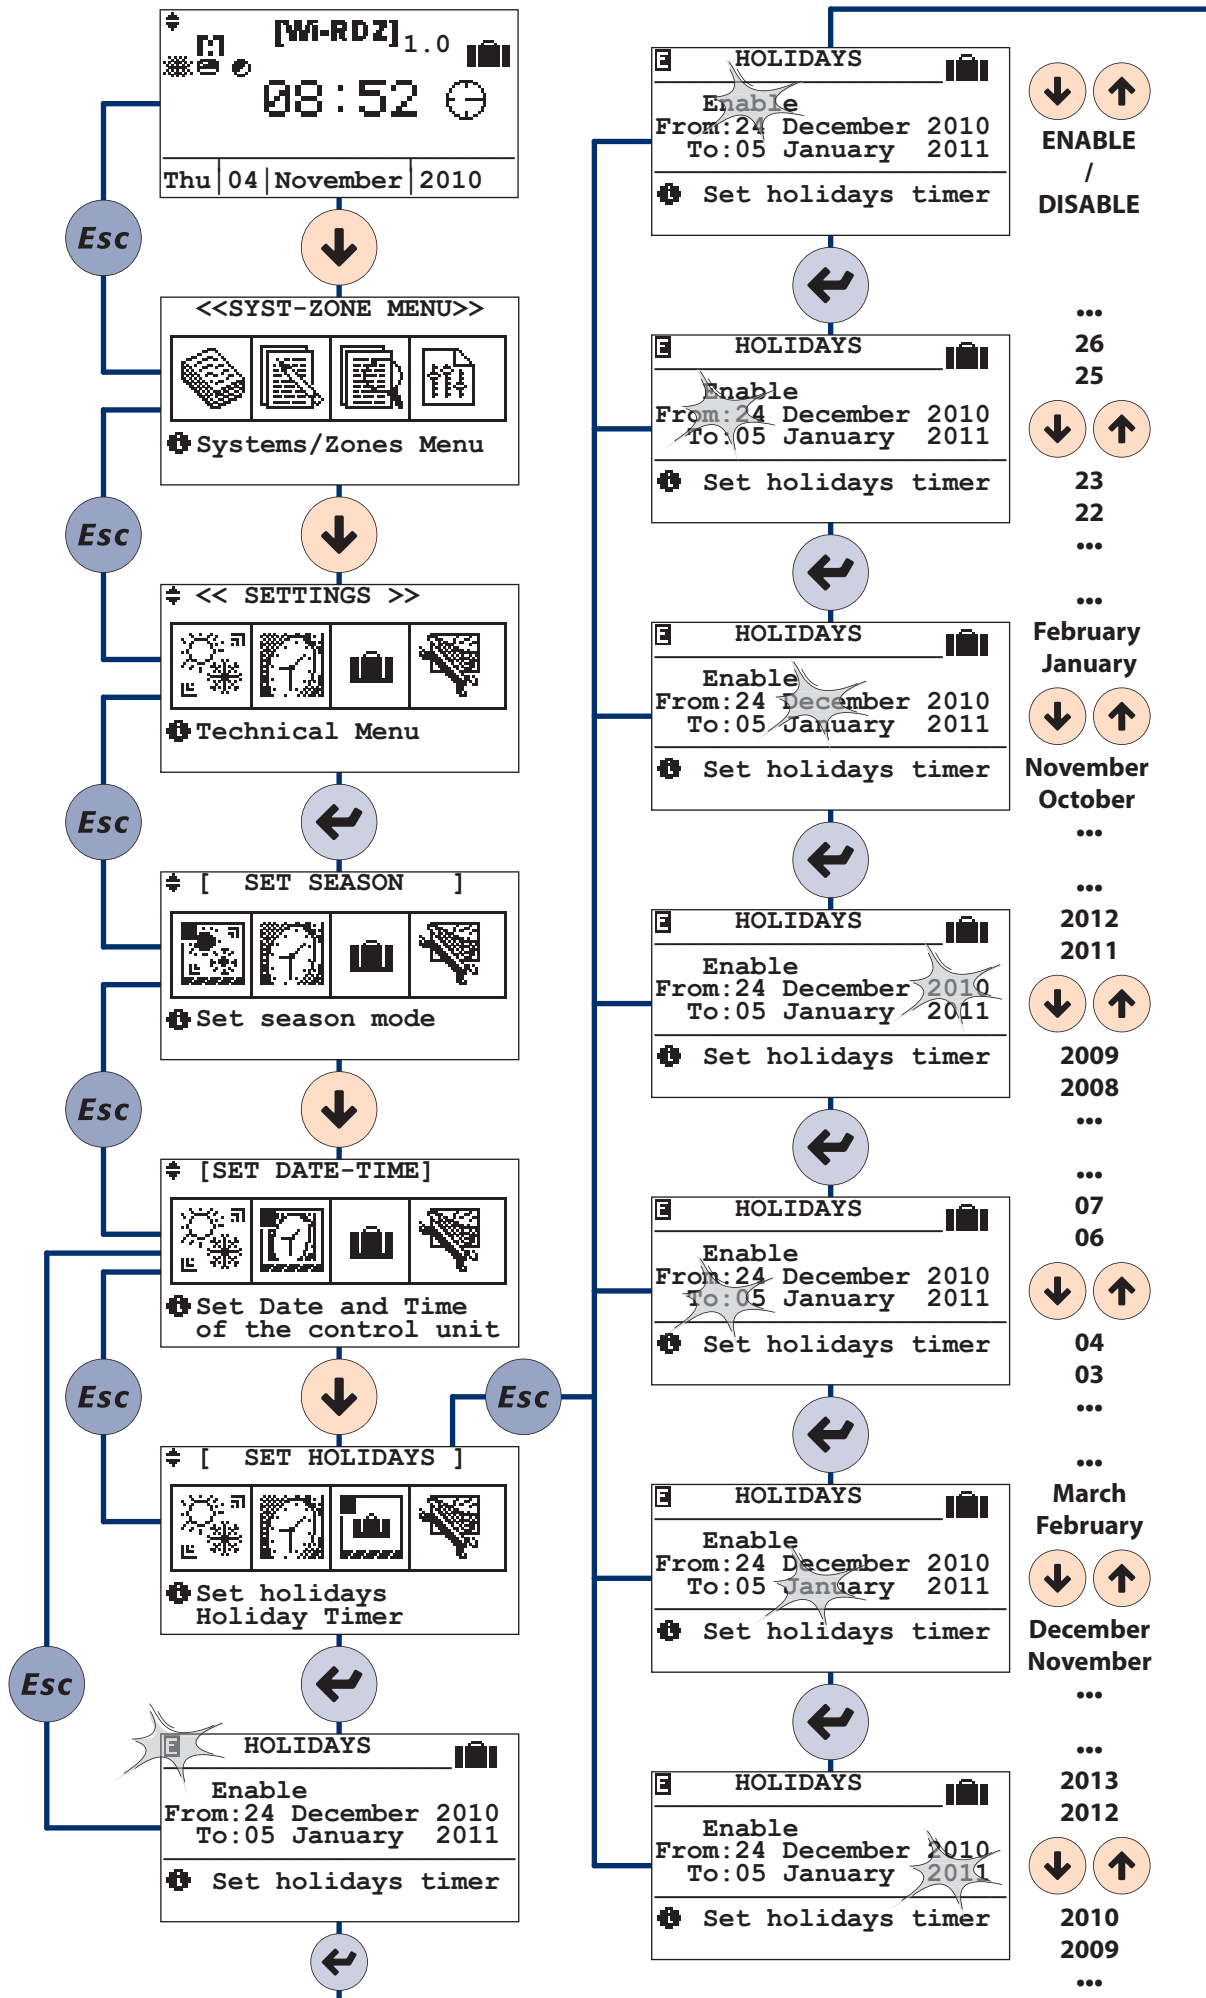 [Wi-RDZ] 1.0
08:52
Thu 04 November 2010
Esc
<<SYST-ZONE MENU>>
Systems/Zones Menu
Esc
<< SETTINGS >>
Technical Menu
Esc
[ SET SEASON ]
Set season mode
Esc
[SET DATE-TIME]
Set Date and Time
of the control unit
Esc
Esc
[ SET HOLIDAYS ]
Set holidays
Holiday Timer
Esc
E HOLIDAYS
Enable
From:24 December 2010
To:05 January 2011
Set holidays timer
E HOLIDAYS
Enable
From:24 December 2010
To:05 January 2011
Set holidays timer
ENABLE
/
DISABLE
E HOLIDAYS
Enable
From:24 December 2010
To:05 January 2011
Set holidays timer
...
26
25
23
22
...
E HOLIDAYS
Enable
From:24 December 2010
To:05 January 2011
Set holidays timer
...
February
January
November
October
...
E HOLIDAYS
Enable
From:24 December 2010
To:05 January 2011
Set holidays timer
...
2012
2011
2009
2008
...
E HOLIDAYS
Enable
From:24 December 2010
To:05 January 2011
Set holidays timer
...
07
06
04
03
...
E HOLIDAYS
Enable
From:24 December 2010
To:05 January 2011
Set holidays timer
...
March
February
December
November
...
E HOLIDAYS
Enable
From:24 December 2010
To:05 January 2011
Set holidays timer
...
2013
2012
2010
2009
...